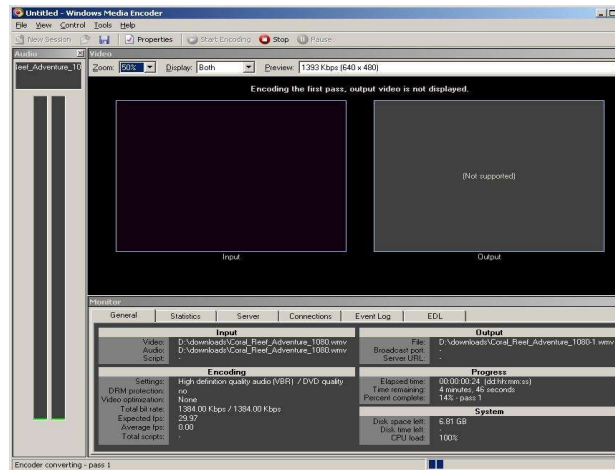 Untitled - Windows Media Encoder
File View Control Tools Help
New Session Properties Start Encoding Stop Pause
Audio
Video
leef_Adventure_10
Zoom: 50% Display: Both Preview: 1393 Kbps (640 x 480)
Encoding the first pass, output video is not displayed.
(Not supported)
Input
Output
Monitor
General Statistics Server Connections Event Log EDL
Input
Video: D:\downloads\Coral_Reef_Adventure_1080.wmv
Audio: D:\downloads\Coral_Reef_Adventure_1080.wmv
Script: -
Encoding
Settings: High definition quality audio (VBR) / DVD quality
DRM protection: no
Video optimization: None
Total bit rate: 1384.00 Kbps / 1384.00 Kbps
Expected fps: 29.97
Average fps: 0.00
Total scripts: -
Output
File: D:\downloads\Coral_Reef_Adventure_1080-1.wmv
Broadcast port: -
Server URL: -
Progress
Elapsed time: 00:00:00:24 (dd:hh:mm:ss)
Time remaining: 4 minutes, 46 seconds
Percent complete: 14% - pass 1
System
Disk space left: 6.81 GB
Disk time left: -
CPU load: 100%
Encoder converting - pass 1